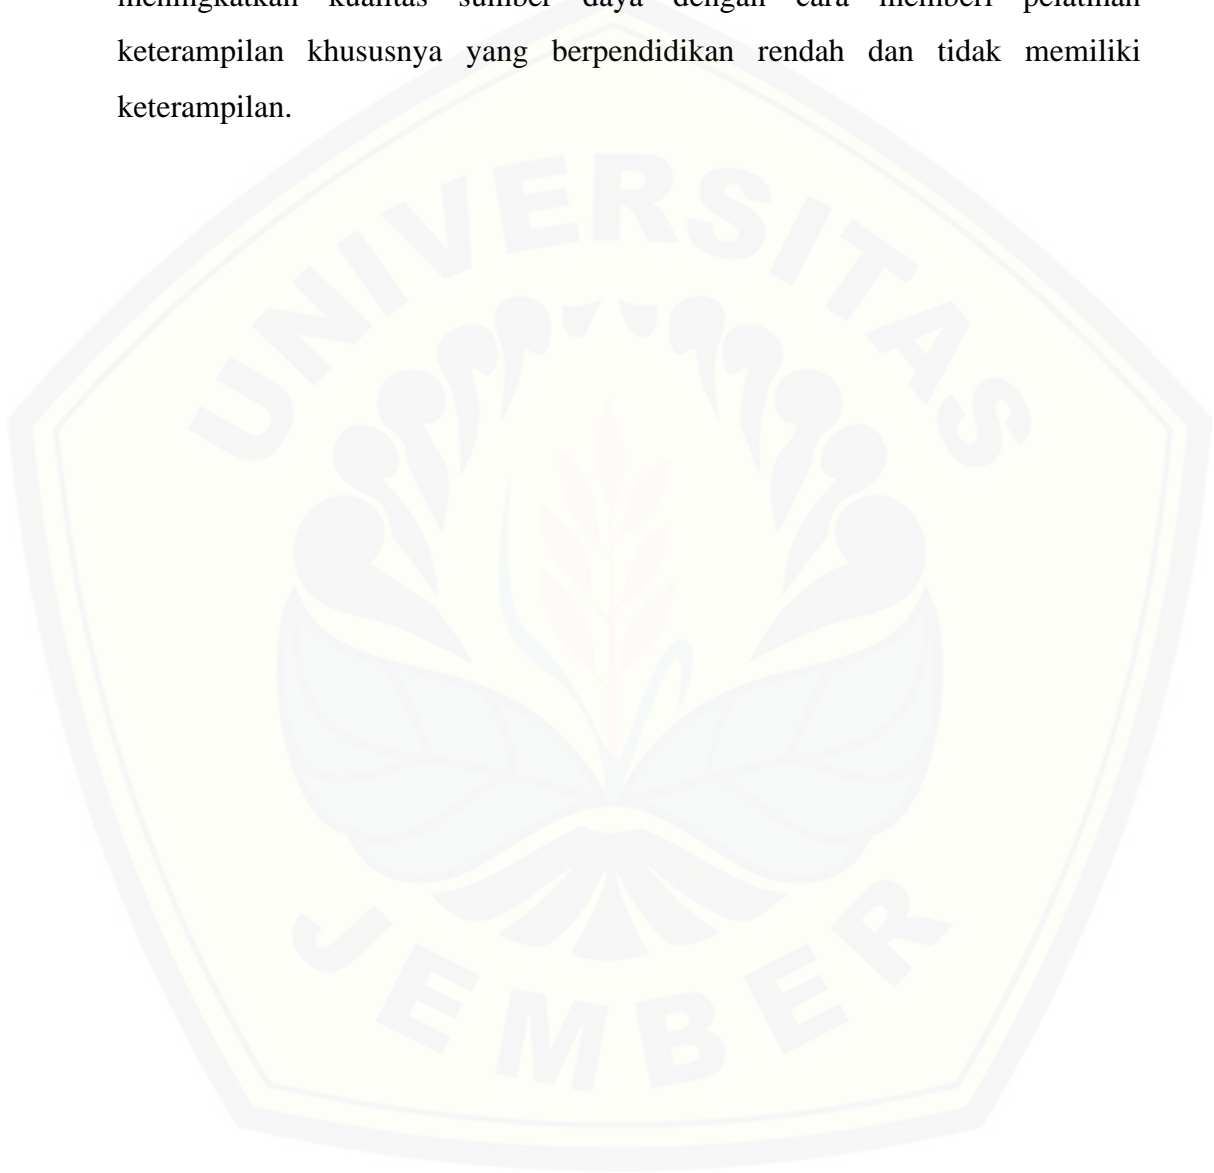 meningkatkan kualitas sumber daya dengan cara memberi pelatihan
keterampilan khususnya yang berpendidikan rendah dan tidak memiliki
keterampilan.
UNIVERSITAS
JEMBER